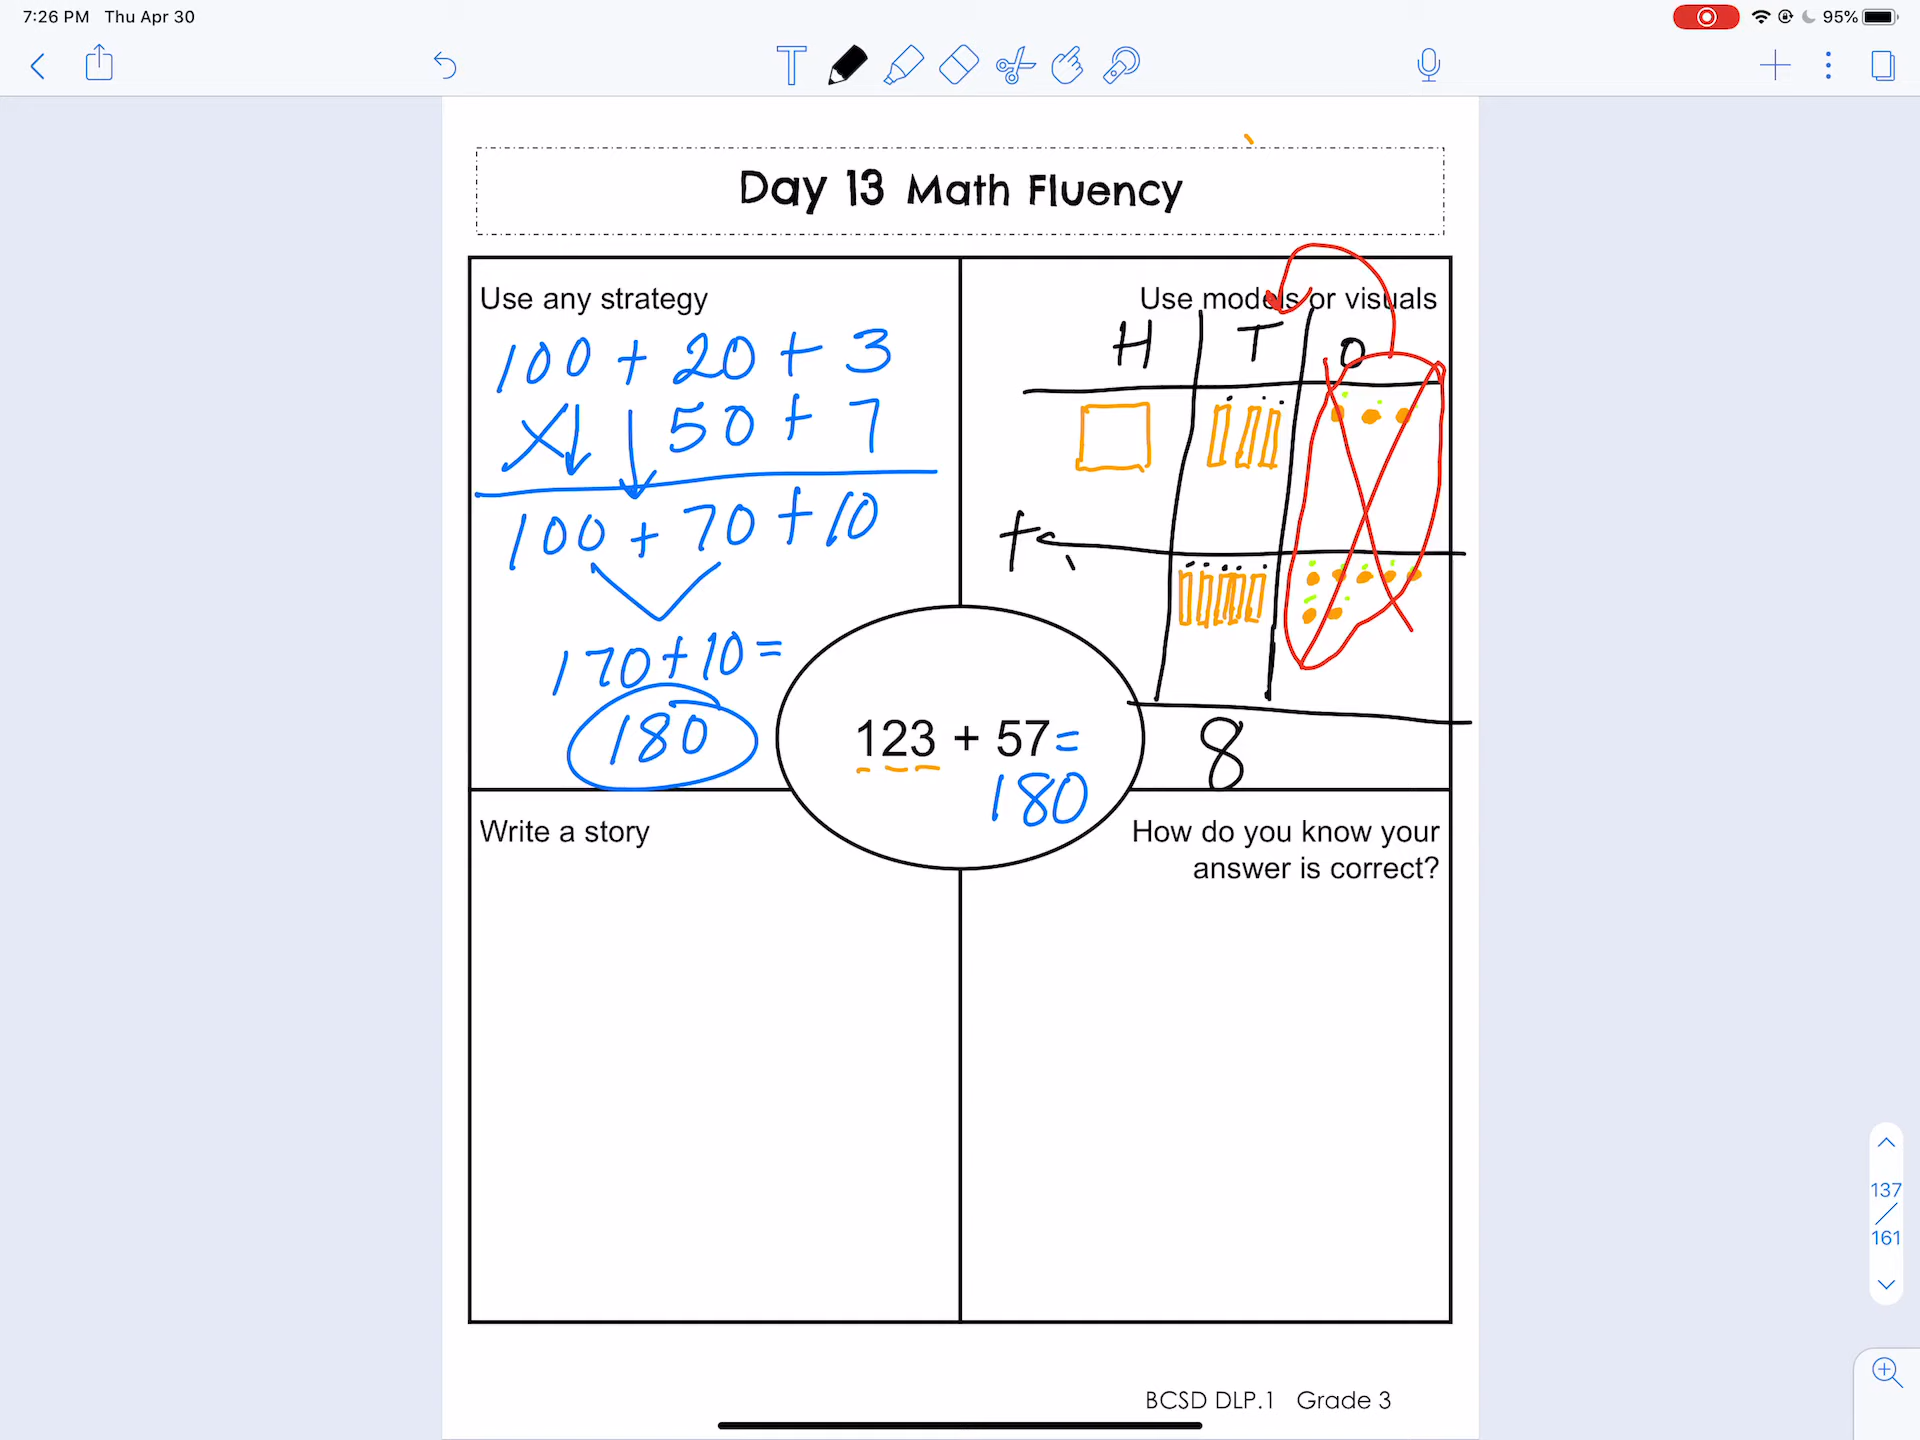 7:26 PM Thu Apr 30
95%
Day 13 Math Fluency
Use any strategy
100 + 20 + 3
50 + 7
100 + 70 + 10
170 + 10 =
180
Use models or visuals
H T O
+
8
123 + 57 =
180
Write a story
How do you know your
answer is correct?
137
/
161
BCSD DLP.1 Grade 3